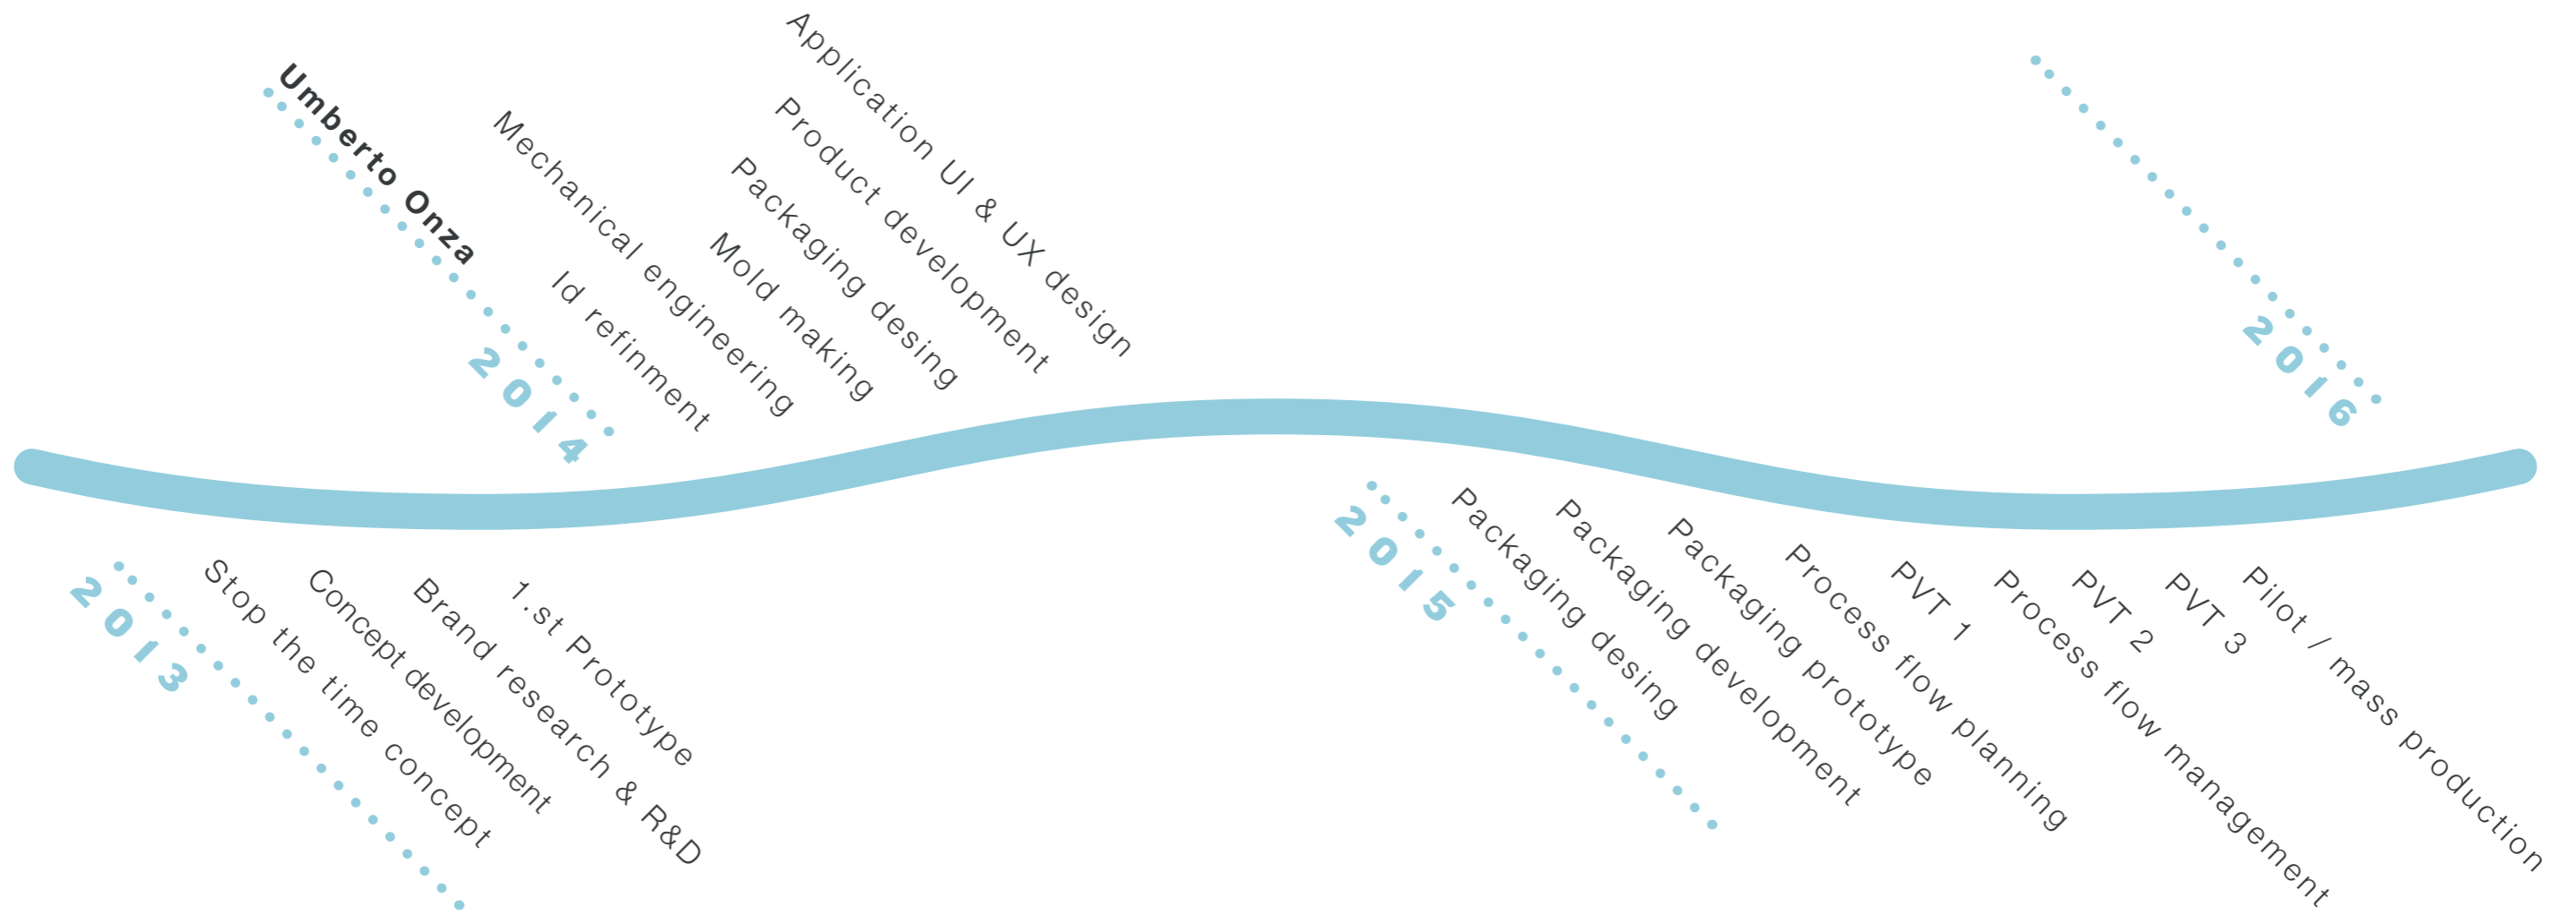 2013
Stop the time concept
Concept development
Brand research & R&D
1.st Prototype
Umberto Onza
2014
Id refinment
Mechanical engineering
Mold making
Packaging desing
Product development
Application UI & UX design
2015
Packaging desing
Packaging development
Packaging prototype
Process flow planning
PVT 1
Process flow management
PVT 2
PVT 3
Pilot / mass production
2016